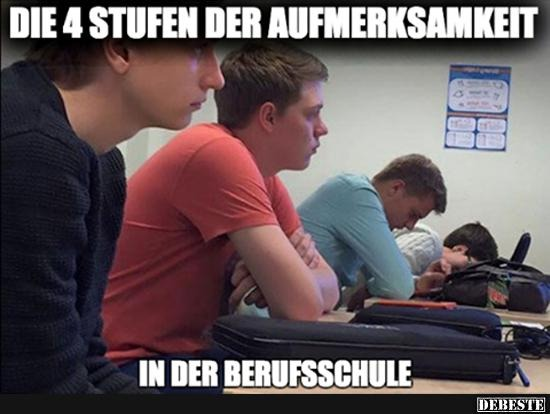 DIE 4 STUFEN DER AUFMERKSAMKEIT
IN DER BERUFSSCHULE
DEBESTE